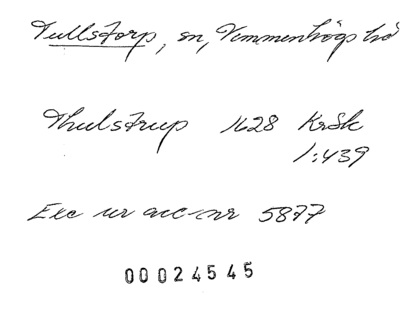 Tullstorp, sn, Vemmenhögs hd
Thulstrup 1628 KrSk
1:439
Exc ur acc-nr 5877
00024545